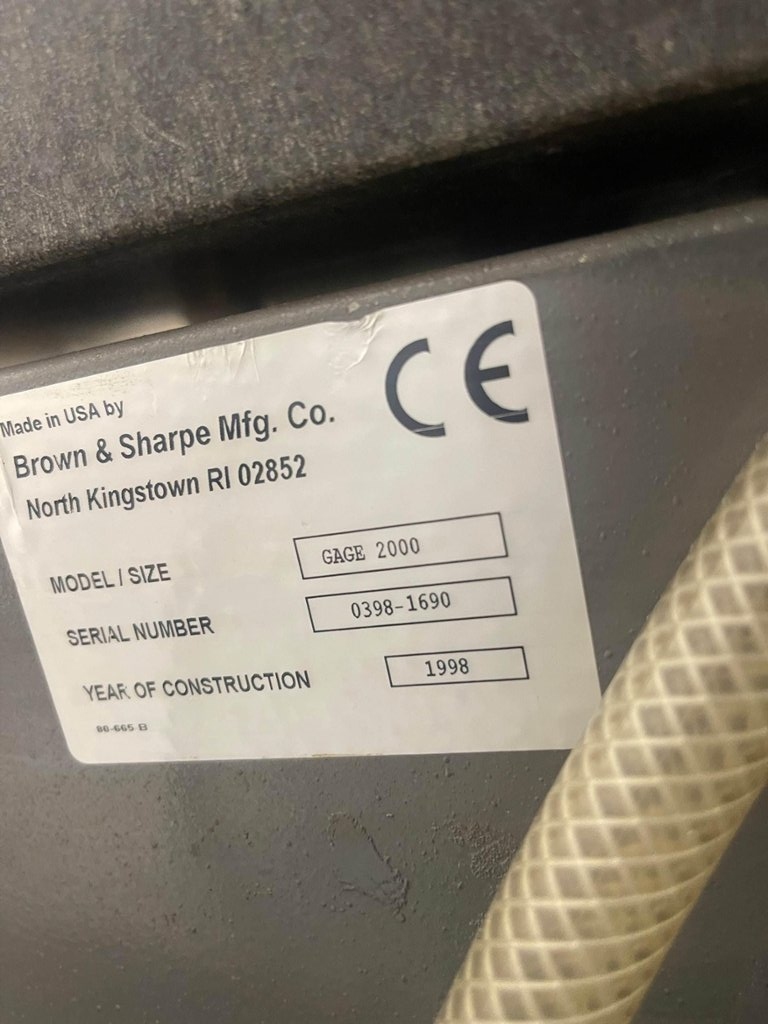 Made in USA by
Brown & Sharpe Mfg. Co.
North Kingstown RI 02852
CE
MODEL / SIZE GAGE 2000
SERIAL NUMBER 0398-1690
YEAR OF CONSTRUCTION 1998
80-665-B